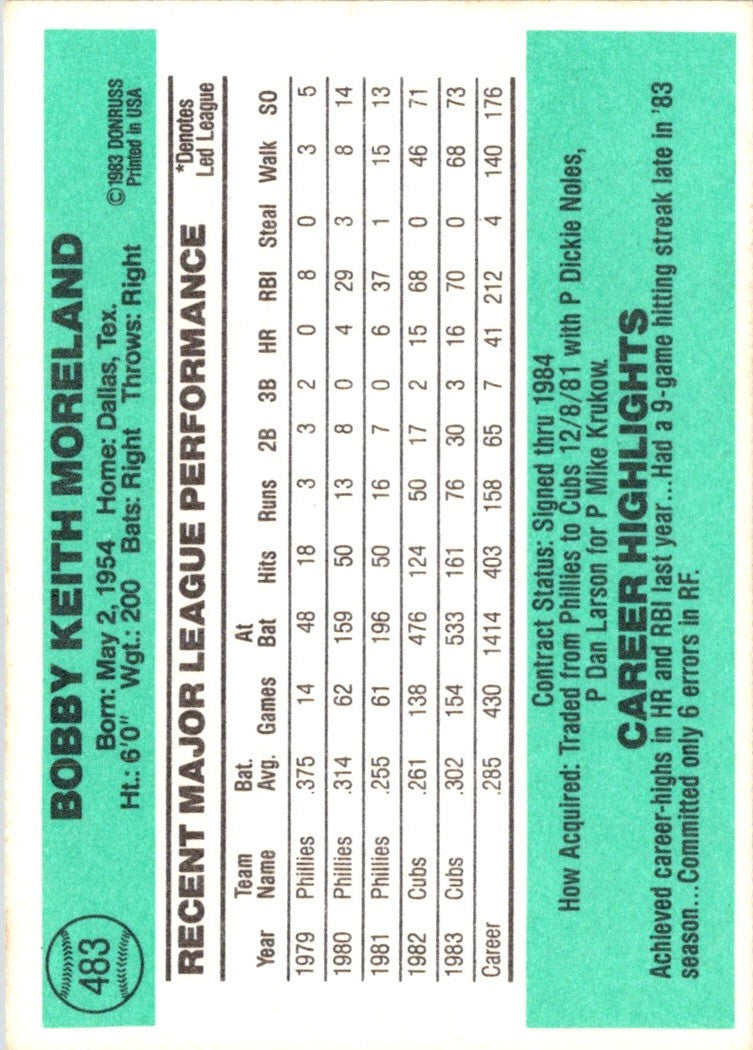 483
BOBBY KEITH MORELAND
Born: May 2, 1954 Home: Dallas, Tex.
Ht.: 6'0" Wgt.: 200 Bats: Right Throws: Right
©1983 DONRUSS
Printed in USA
RECENT MAJOR LEAGUE PERFORMANCE
*Denotes
Led League
Year Team Name Bat. Avg. Games At Bat Hits Runs 2B 3B HR RBI Steal Walk SO
1979 Phillies .375 14 48 18 3 3 2 0 8 0 3 5
1980 Phillies .314 62 159 50 13 8 0 4 29 3 8 14
1981 Phillies .255 61 196 50 16 7 0 6 37 1 15 13
1982 Cubs .261 138 476 124 50 17 2 15 68 0 46 71
1983 Cubs .302 154 533 161 76 30 3 16 70 0 68 73
Career .285 430 1414 403 158 65 7 41 212 4 140 176
Contract Status: Signed thru 1984
How Acquired: Traded from Phillies to Cubs 12/8/81 with P Dickie Noles,
P Dan Larson for P Mike Krukow.
CAREER HIGHLIGHTS
Achieved career-highs in HR and RBI last year...Had a 9-game hitting streak late in '83
season...Committed only 6 errors in RF.